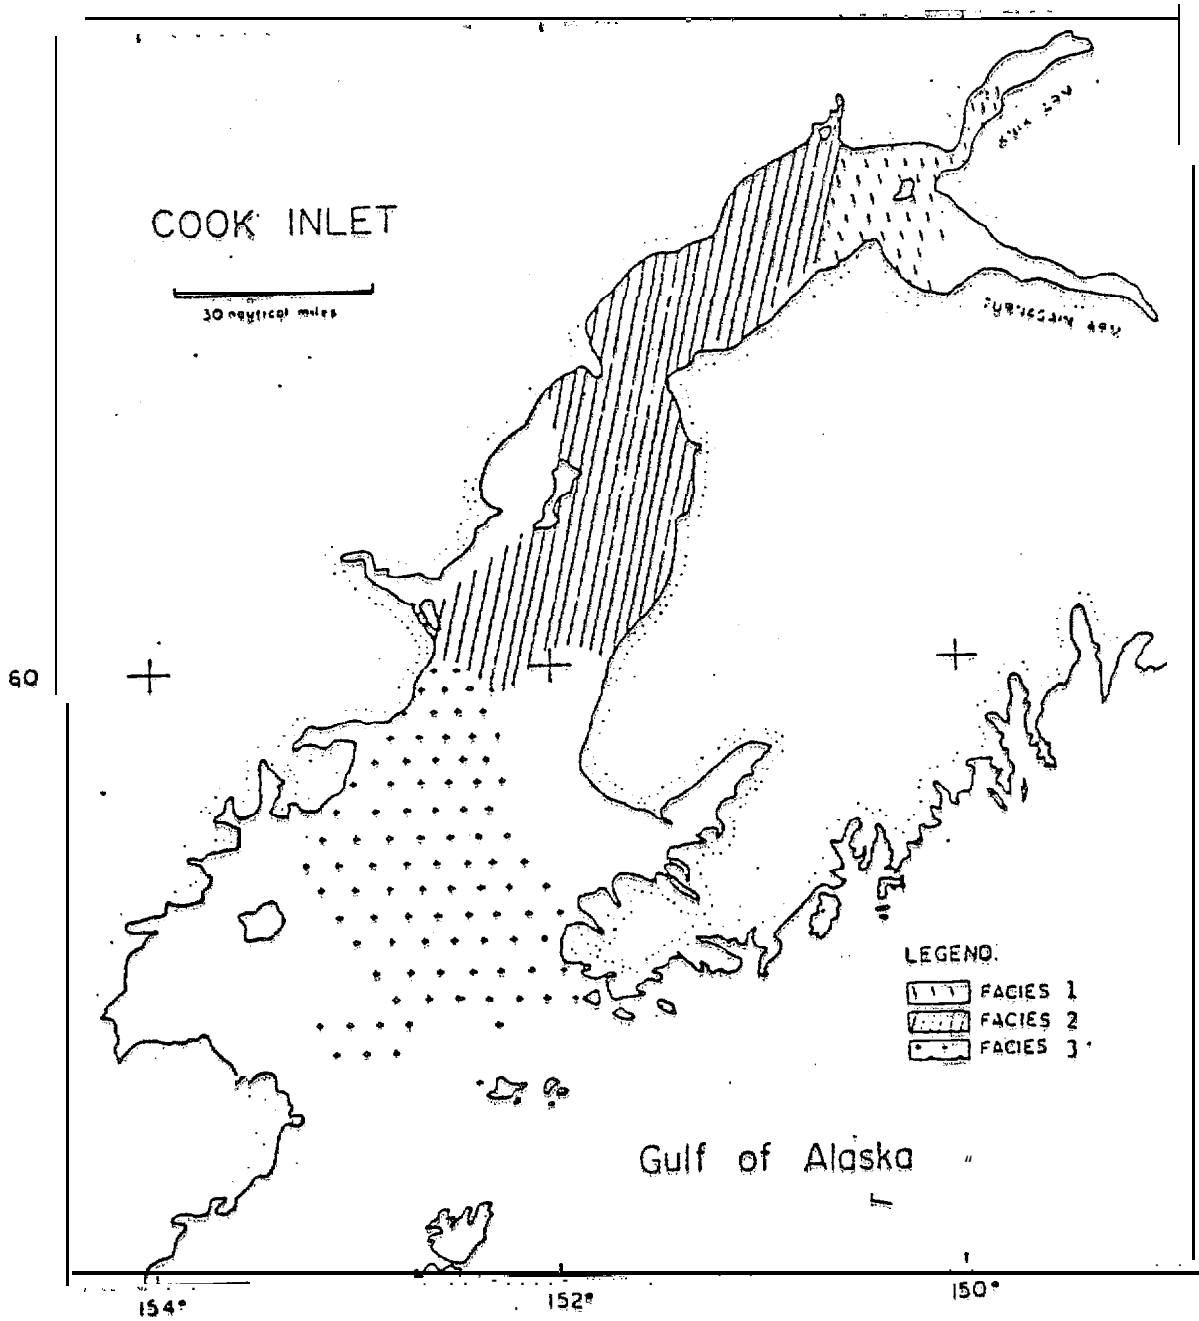 COOK INLET
30 nautical miles
60
LEGEND.
FACIES 1
FACIES 2
FACIES 3
Gulf of Alaska
154°
152°
150°